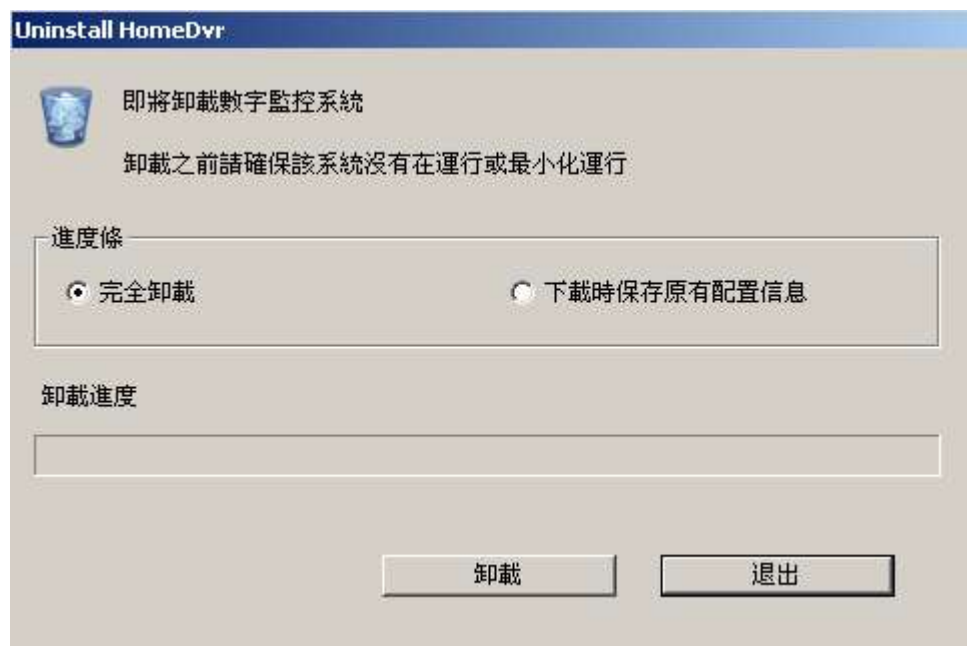 Uninstall HomeDvr
即將卸載數字監控系統
卸載之前請確保該系統沒有在運行或最小化運行
進度條
完全卸載 下載時保存原有配置信息
卸載進度
卸載 退出